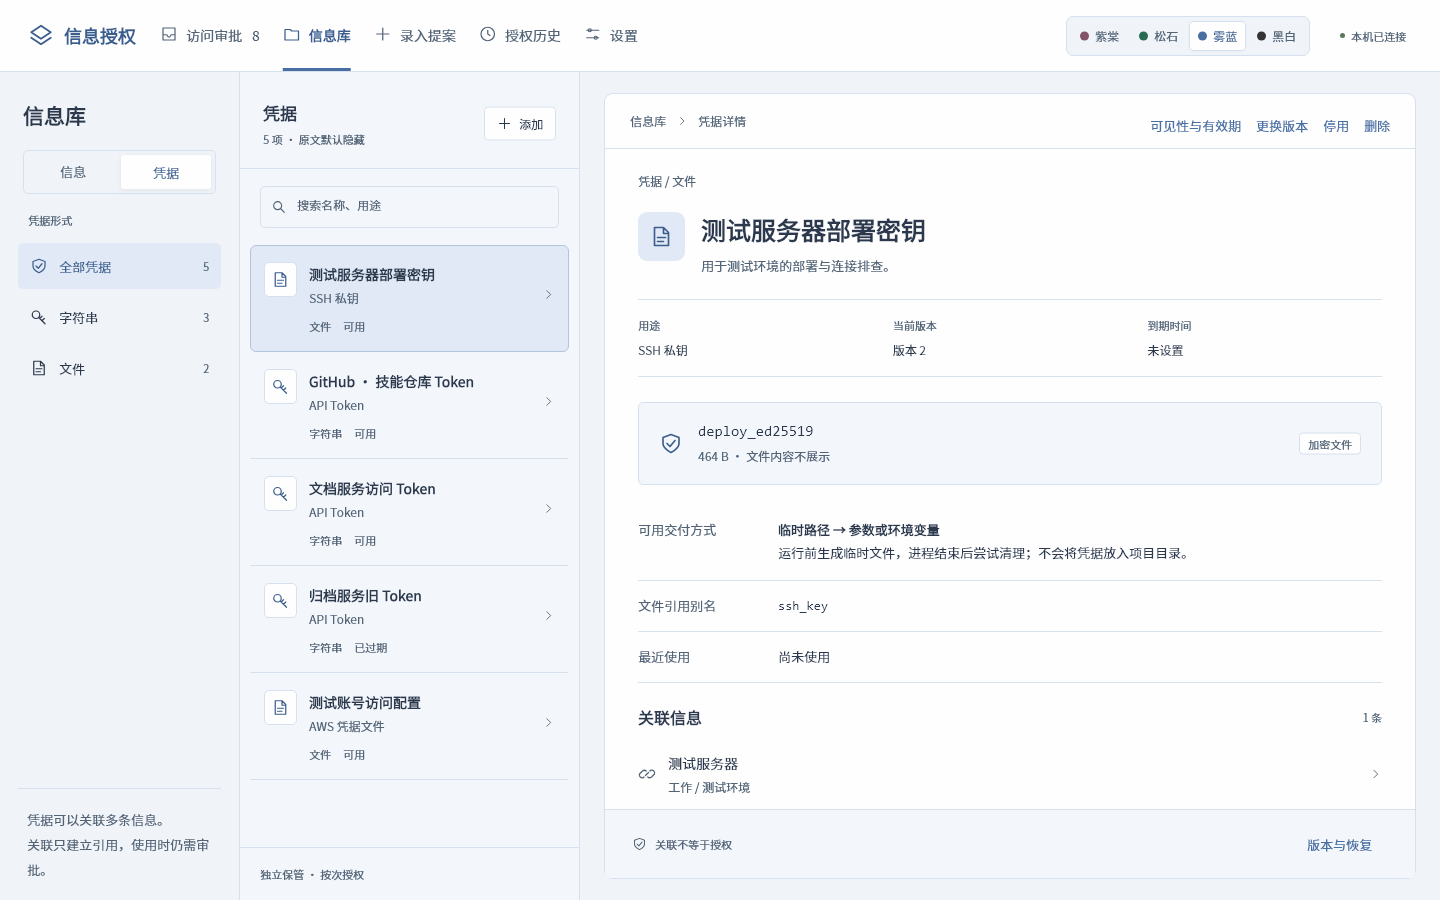 信息授权
访问审批 8
信息库
录入提案
授权历史
设置
紫棠
松石
雾蓝
黑白
本机已连接
信息库
信息
凭据
凭据形式
全部凭据 5
字符串 3
文件 2
凭据可以关联多条信息。
关联只建立引用，使用时仍需审
批。
凭据
5 项 · 原文默认隐藏
添加
搜索名称、用途
测试服务器部署密钥
SSH 私钥
文件 可用
GitHub · 技能仓库 Token
API Token
字符串 可用
文档服务访问 Token
API Token
字符串 可用
归档服务旧 Token
API Token
字符串 已过期
测试账号访问配置
AWS 凭据文件
文件 可用
独立保管 · 按次授权
信息库 > 凭据详情
可见性与有效期 更换版本 停用 删除
凭据 / 文件
测试服务器部署密钥
用于测试环境的部署与连接排查。
用途 当前版本 到期时间
SSH 私钥 版本 2 未设置
deploy_ed25519
464 B · 文件内容不展示
加密文件
可用交付方式 临时路径 → 参数或环境变量
运行前生成临时文件，进程结束后尝试清理；不会将凭据放入项目目录。
文件引用别名 ssh_key
最近使用 尚未使用
关联信息 1 条
测试服务器
工作 / 测试环境
关联不等于授权
版本与恢复